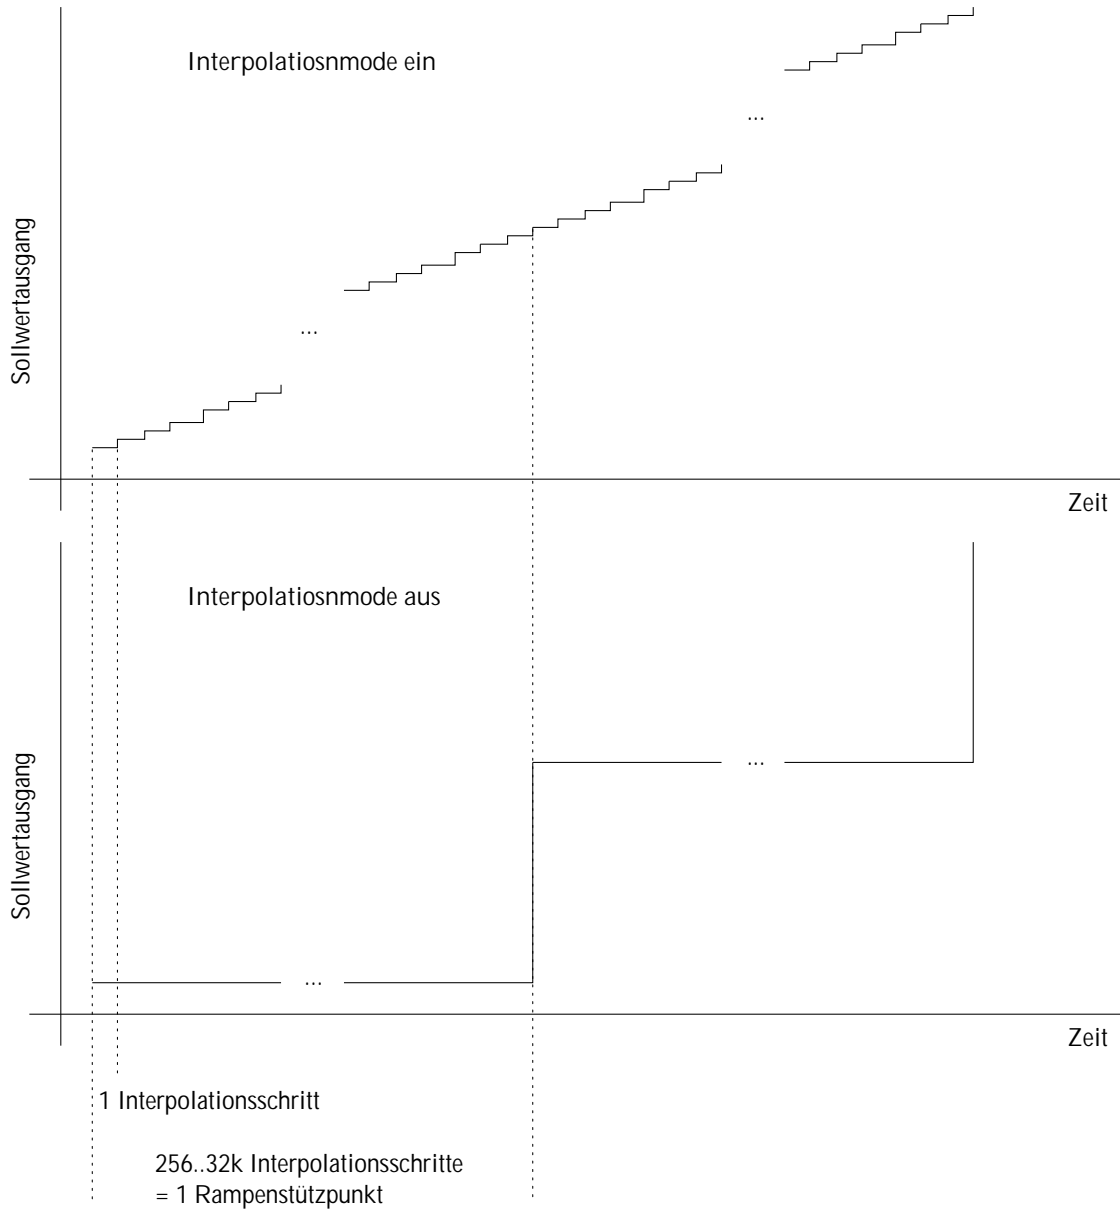 Interpolatiosnmode ein
...
...
Sollwertausgang
Zeit
Interpolatiosnmode aus
...
Sollwertausgang
...
Zeit
1 Interpolationsschritt
256..32k Interpolationsschritte
= 1 Rampenstützpunkt